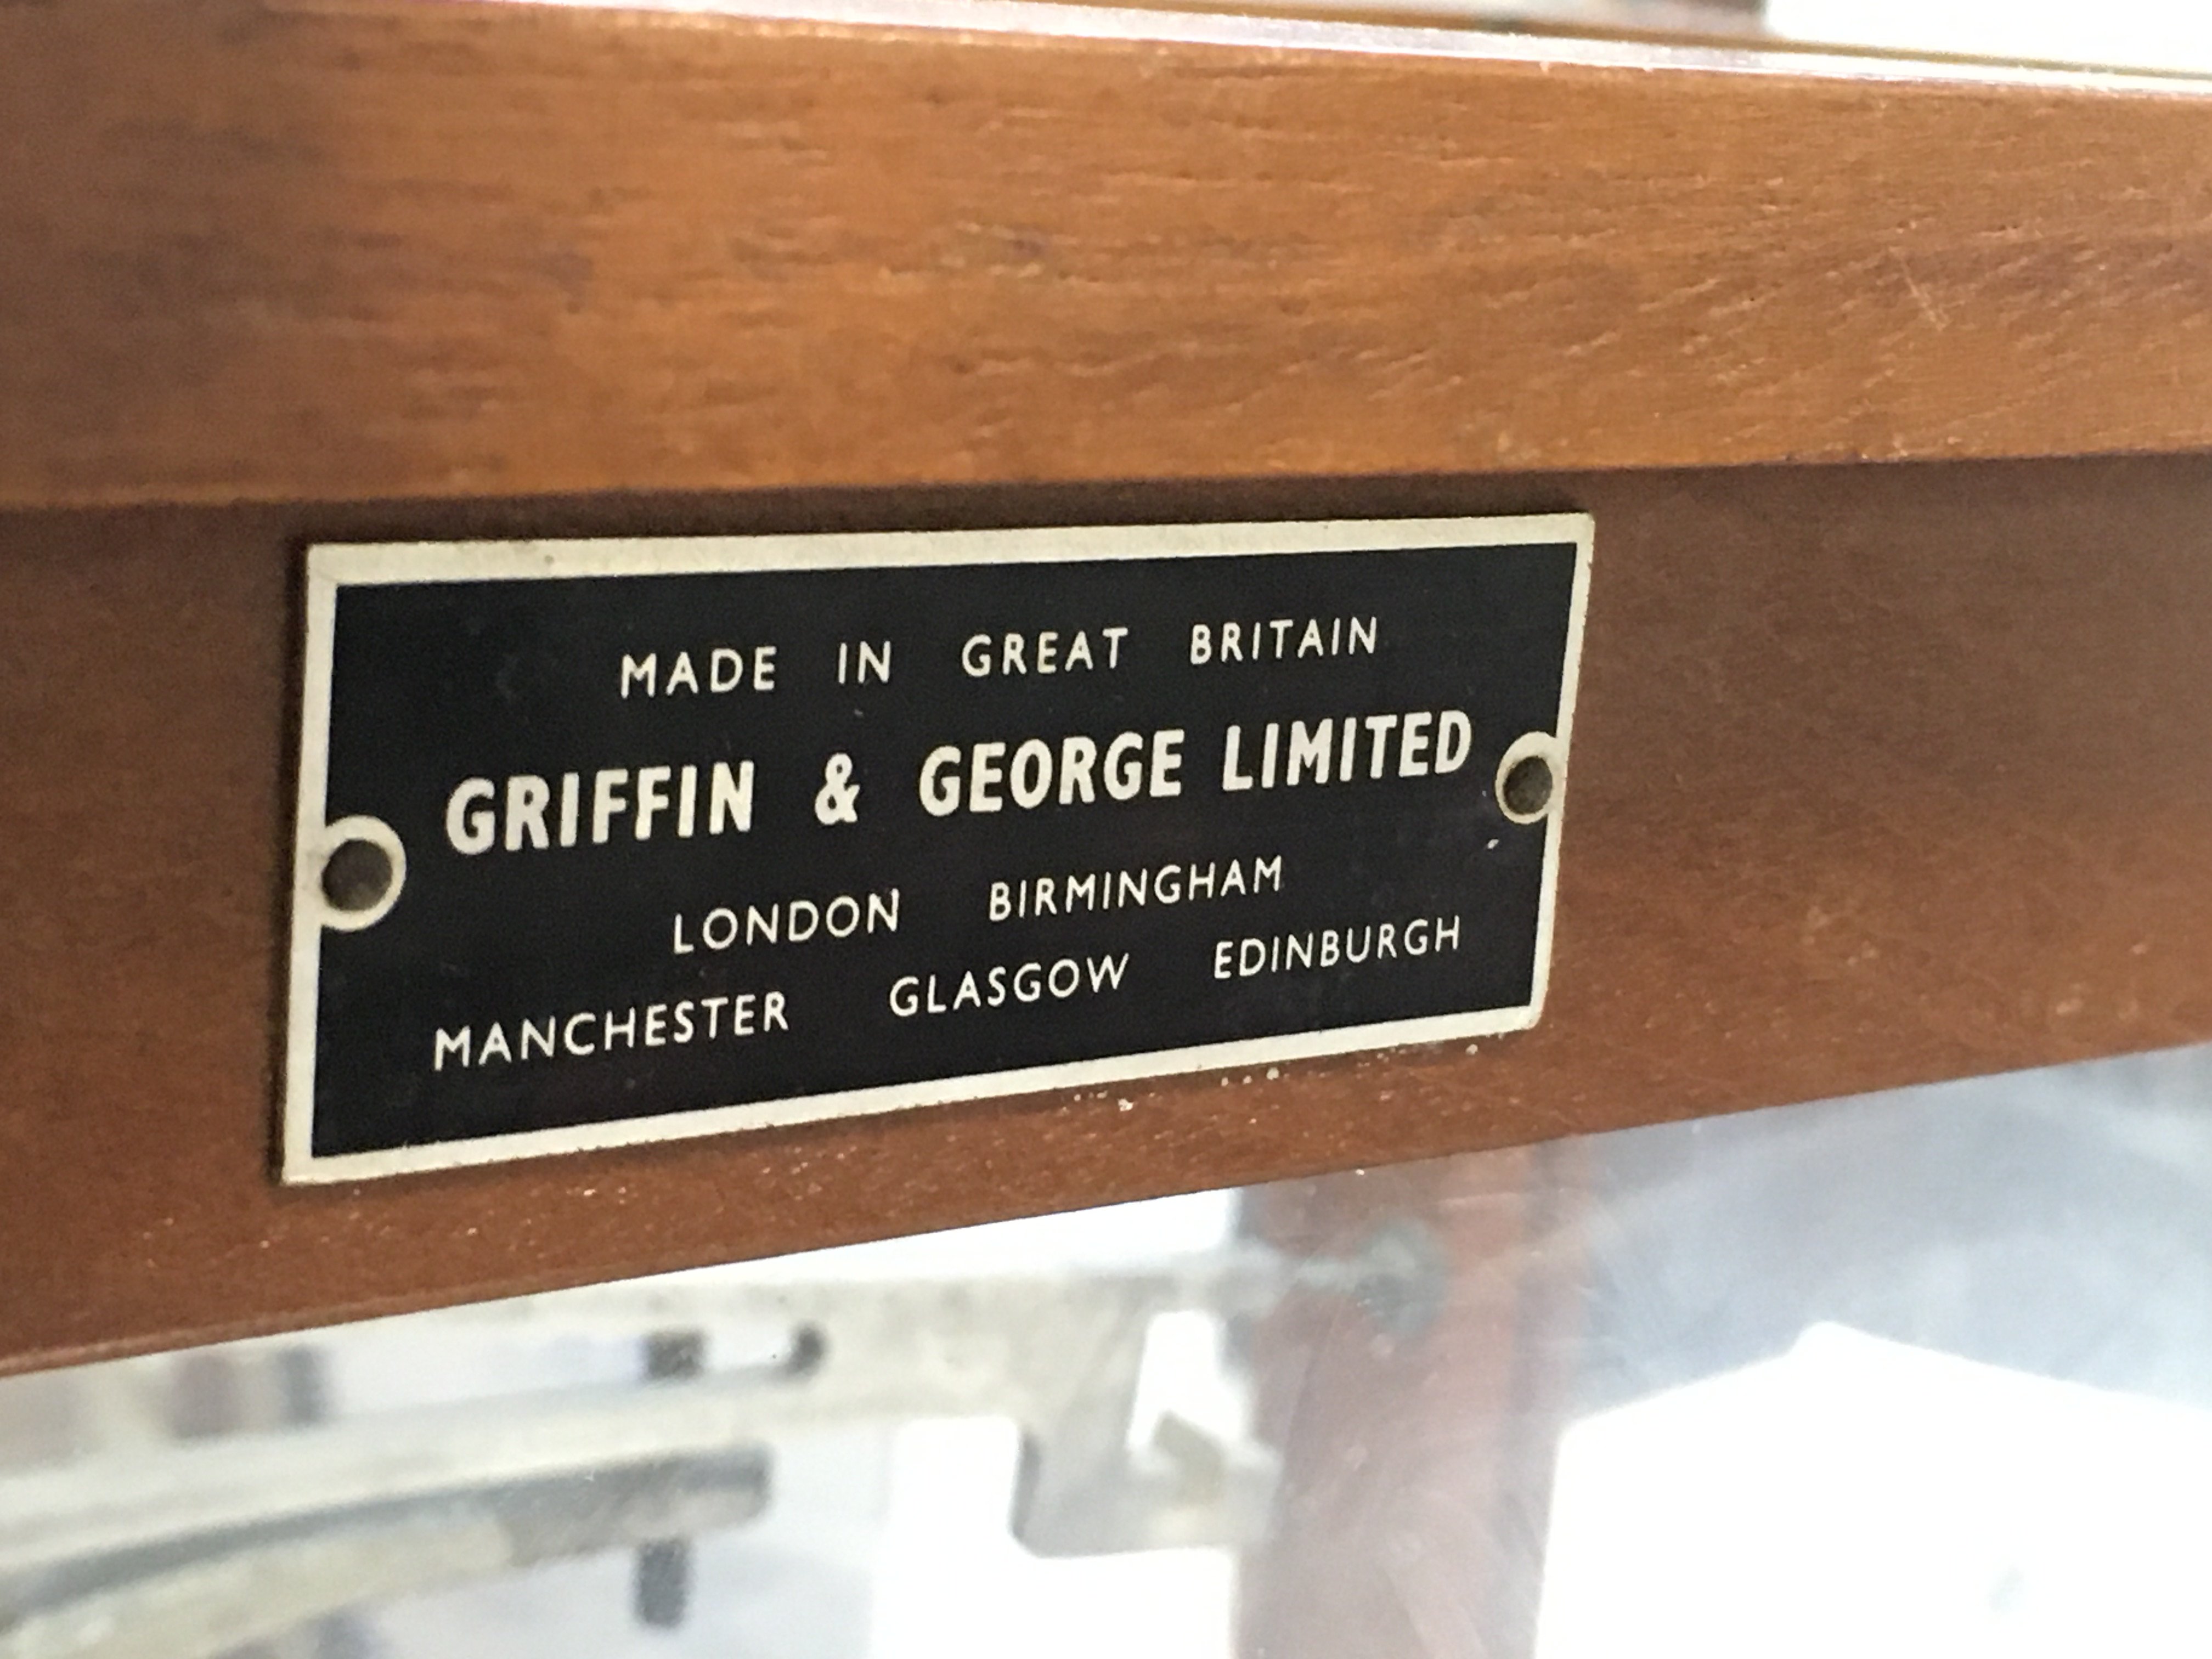 MADE IN GREAT BRITAIN
GRIFFIN & GEORGE LIMITED
LONDON BIRMINGHAM
MANCHESTER GLASGOW EDINBURGH